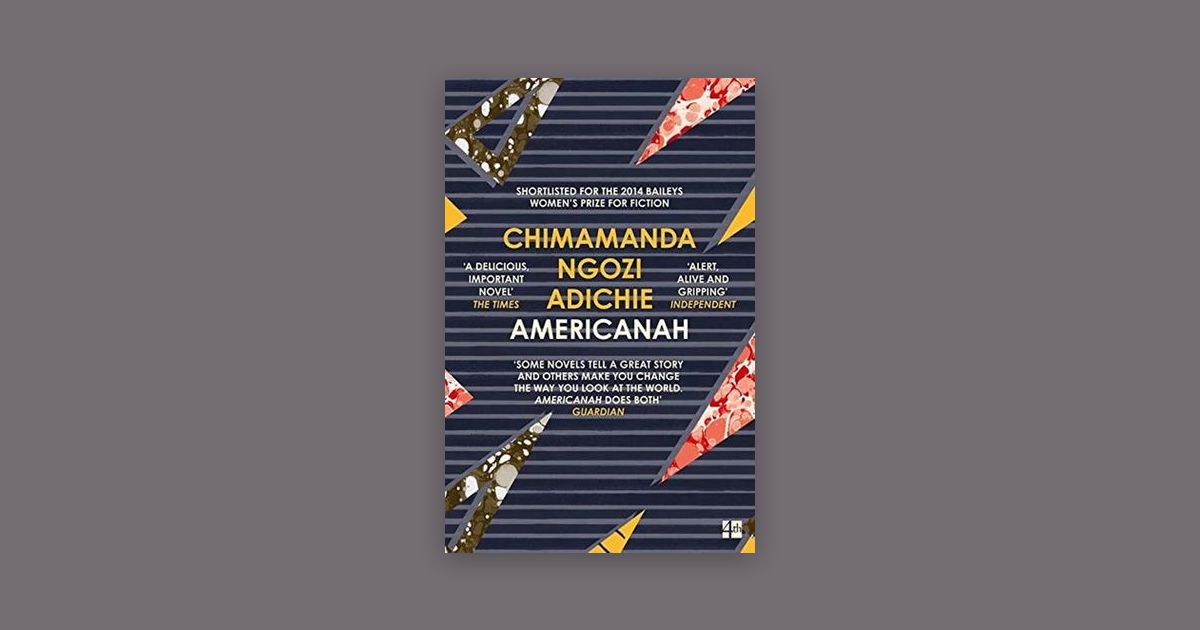 SHORTLISTED FOR THE 2014 BAILEYS
WOMEN'S PRIZE FOR FICTION
CHIMAMANDA
NGOZI
ADICHIE
AMERICANAH
'A DELICIOUS,
IMPORTANT
NOVEL'
THE TIMES
'ALERT,
ALIVE AND
GRIPPING'
INDEPENDENT
'SOME NOVELS TELL A GREAT STORY
AND OTHERS MAKE YOU CHANGE
THE WAY YOU LOOK AT THE WORLD.
AMERICANAH DOES BOTH'
GUARDIAN
4th